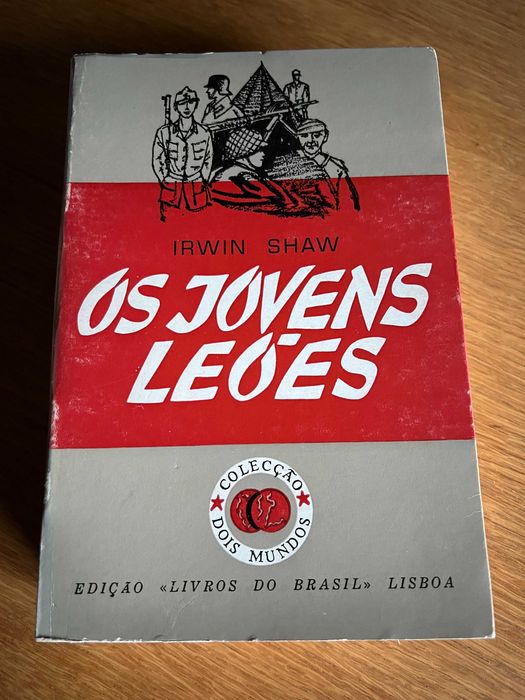 IRWIN SHAW
OS JOVENS
LEÕES
COLECÇÃO
DOIS MUNDOS
EDIÇÃO «LIVROS DO BRASIL» LISBOA